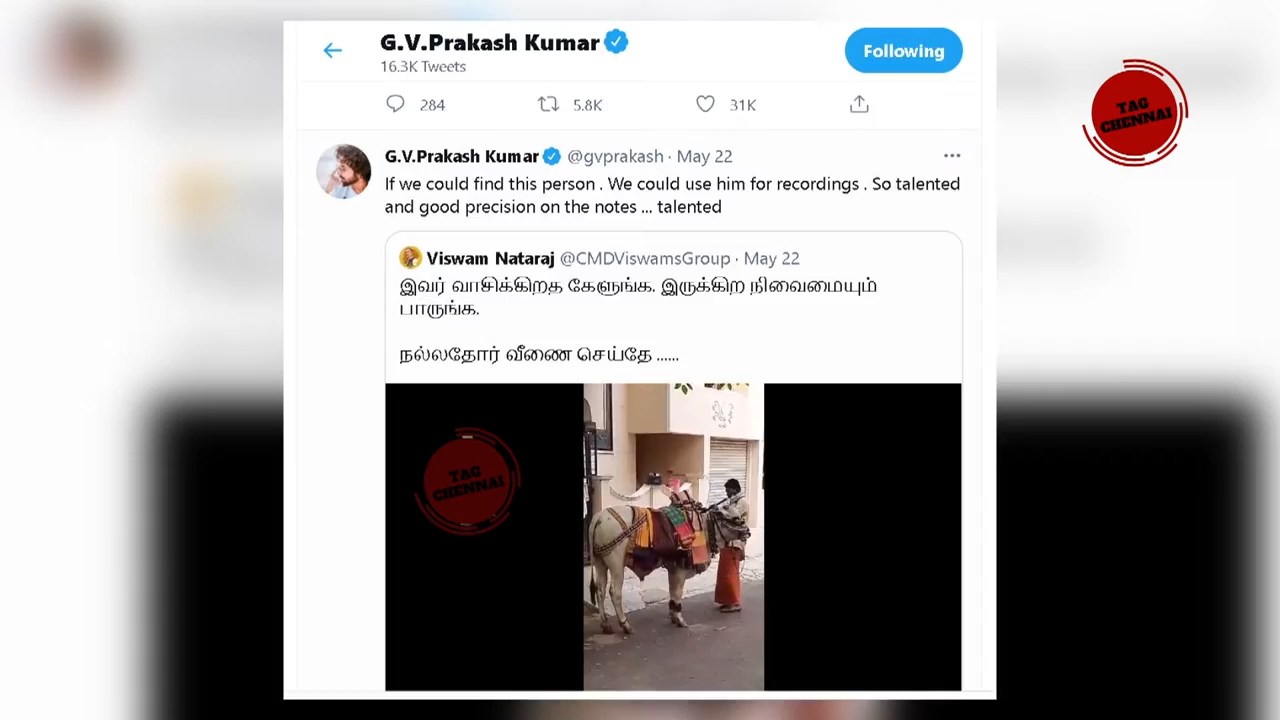 G.V.Prakash Kumar
16.3K Tweets
Following
284 5.8K 31K
TAG
CHENNAI
G.V.Prakash Kumar @gvprakash · May 22
If we could find this person . We could use him for recordings . So talented
and good precision on the notes ... talented
Viswam Nataraj @CMDViswamsGroup · May 22
இவர் வாசிக்கிறத கேளுங்க. இருக்கிற நிலைமையும்
பாருங்க.
நல்லதோர் வீணை செய்தே ......
TAG
CHENNAI